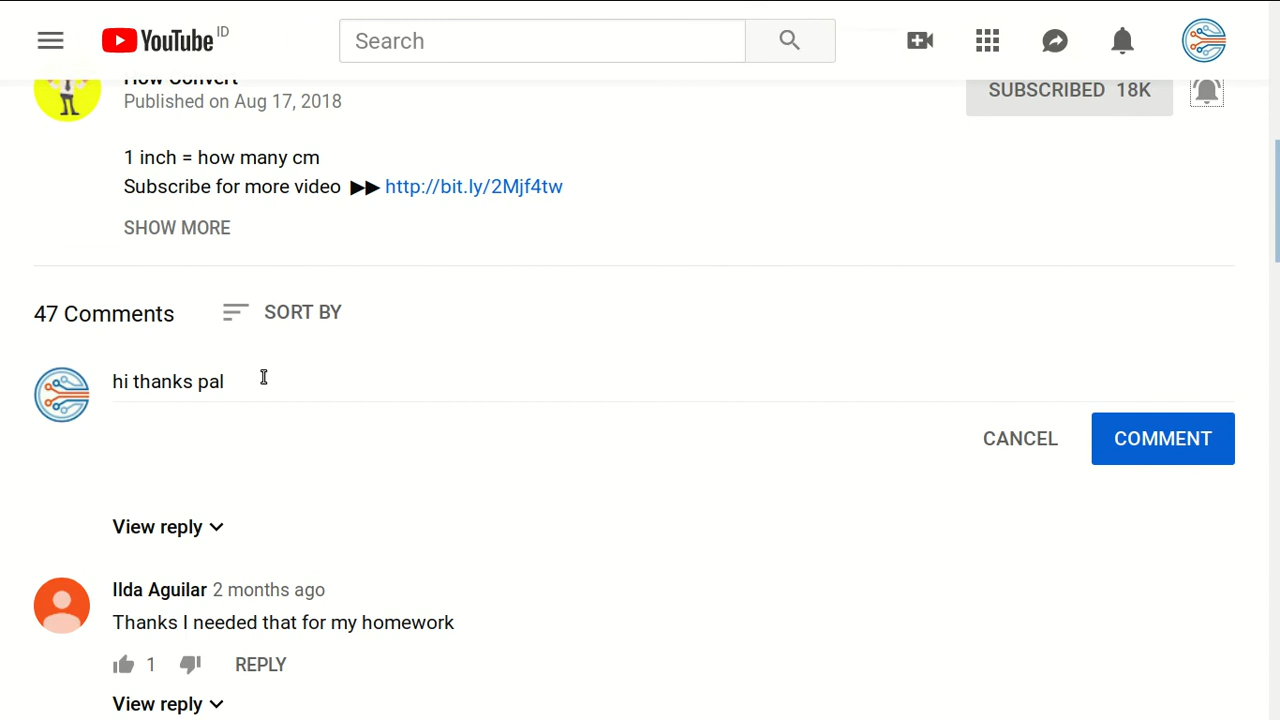 YouTube ID
Search
How Convert
Published on Aug 17, 2018
SUBSCRIBED 18K
1 inch = how many cm
Subscribe for more video ▶▶ http://bit.ly/2Mjf4tw
SHOW MORE
47 Comments
SORT BY
hi thanks pal
CANCEL
COMMENT
View reply
Ilda Aguilar 2 months ago
Thanks I needed that for my homework
1
REPLY
View reply